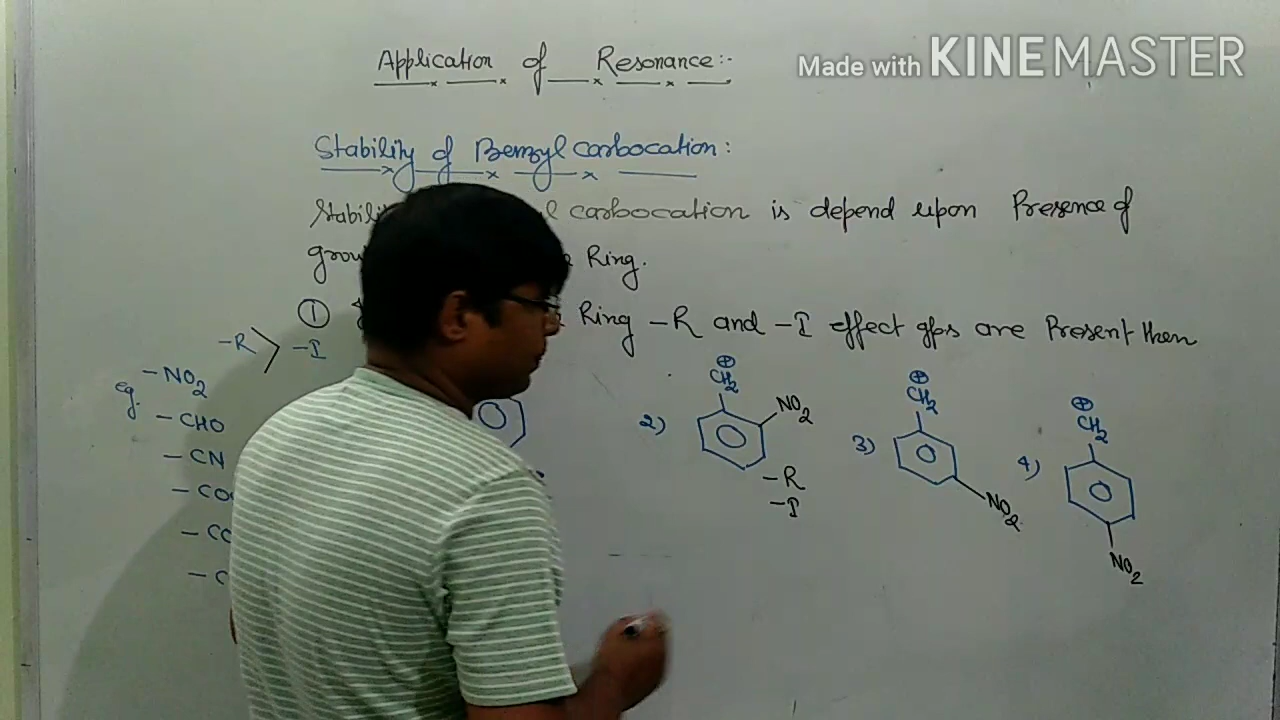 Application of Resonance:-
Made with KINEMASTER
Stability of Benzyl carbocation:
carbocation is depend upon Presence of
Ring.
① Ring -R and -I effect gps are Present then
-R > -I
eg. -NO2
-CHO
-CN
2) ⊕ CH2 NO2
-R
-I
3) ⊕ CH2 NO2
4) ⊕ CH2 NO2